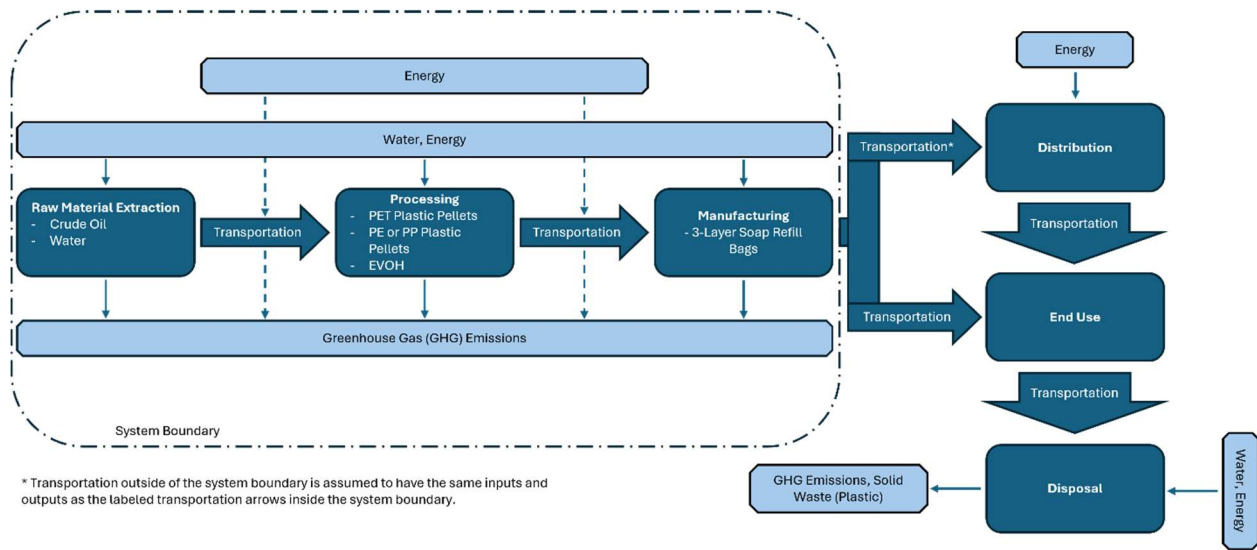 Energy
Water, Energy
Raw Material Extraction
- Crude Oil
- Water
Transportation
Processing
- PET Plastic Pellets
- PE or PP Plastic
Pellets
- EVOH
Transportation
Manufacturing
- 3-Layer Soap Refill
Bags
Greenhouse Gas (GHG) Emissions
System Boundary
* Transportation outside of the system boundary is assumed to have the same inputs and
outputs as the labeled transportation arrows inside the system boundary.
Energy
Transportation*
Distribution
Transportation
Transportation
End Use
Transportation
GHG Emissions, Solid
Waste (Plastic)
Disposal
Water, Energy